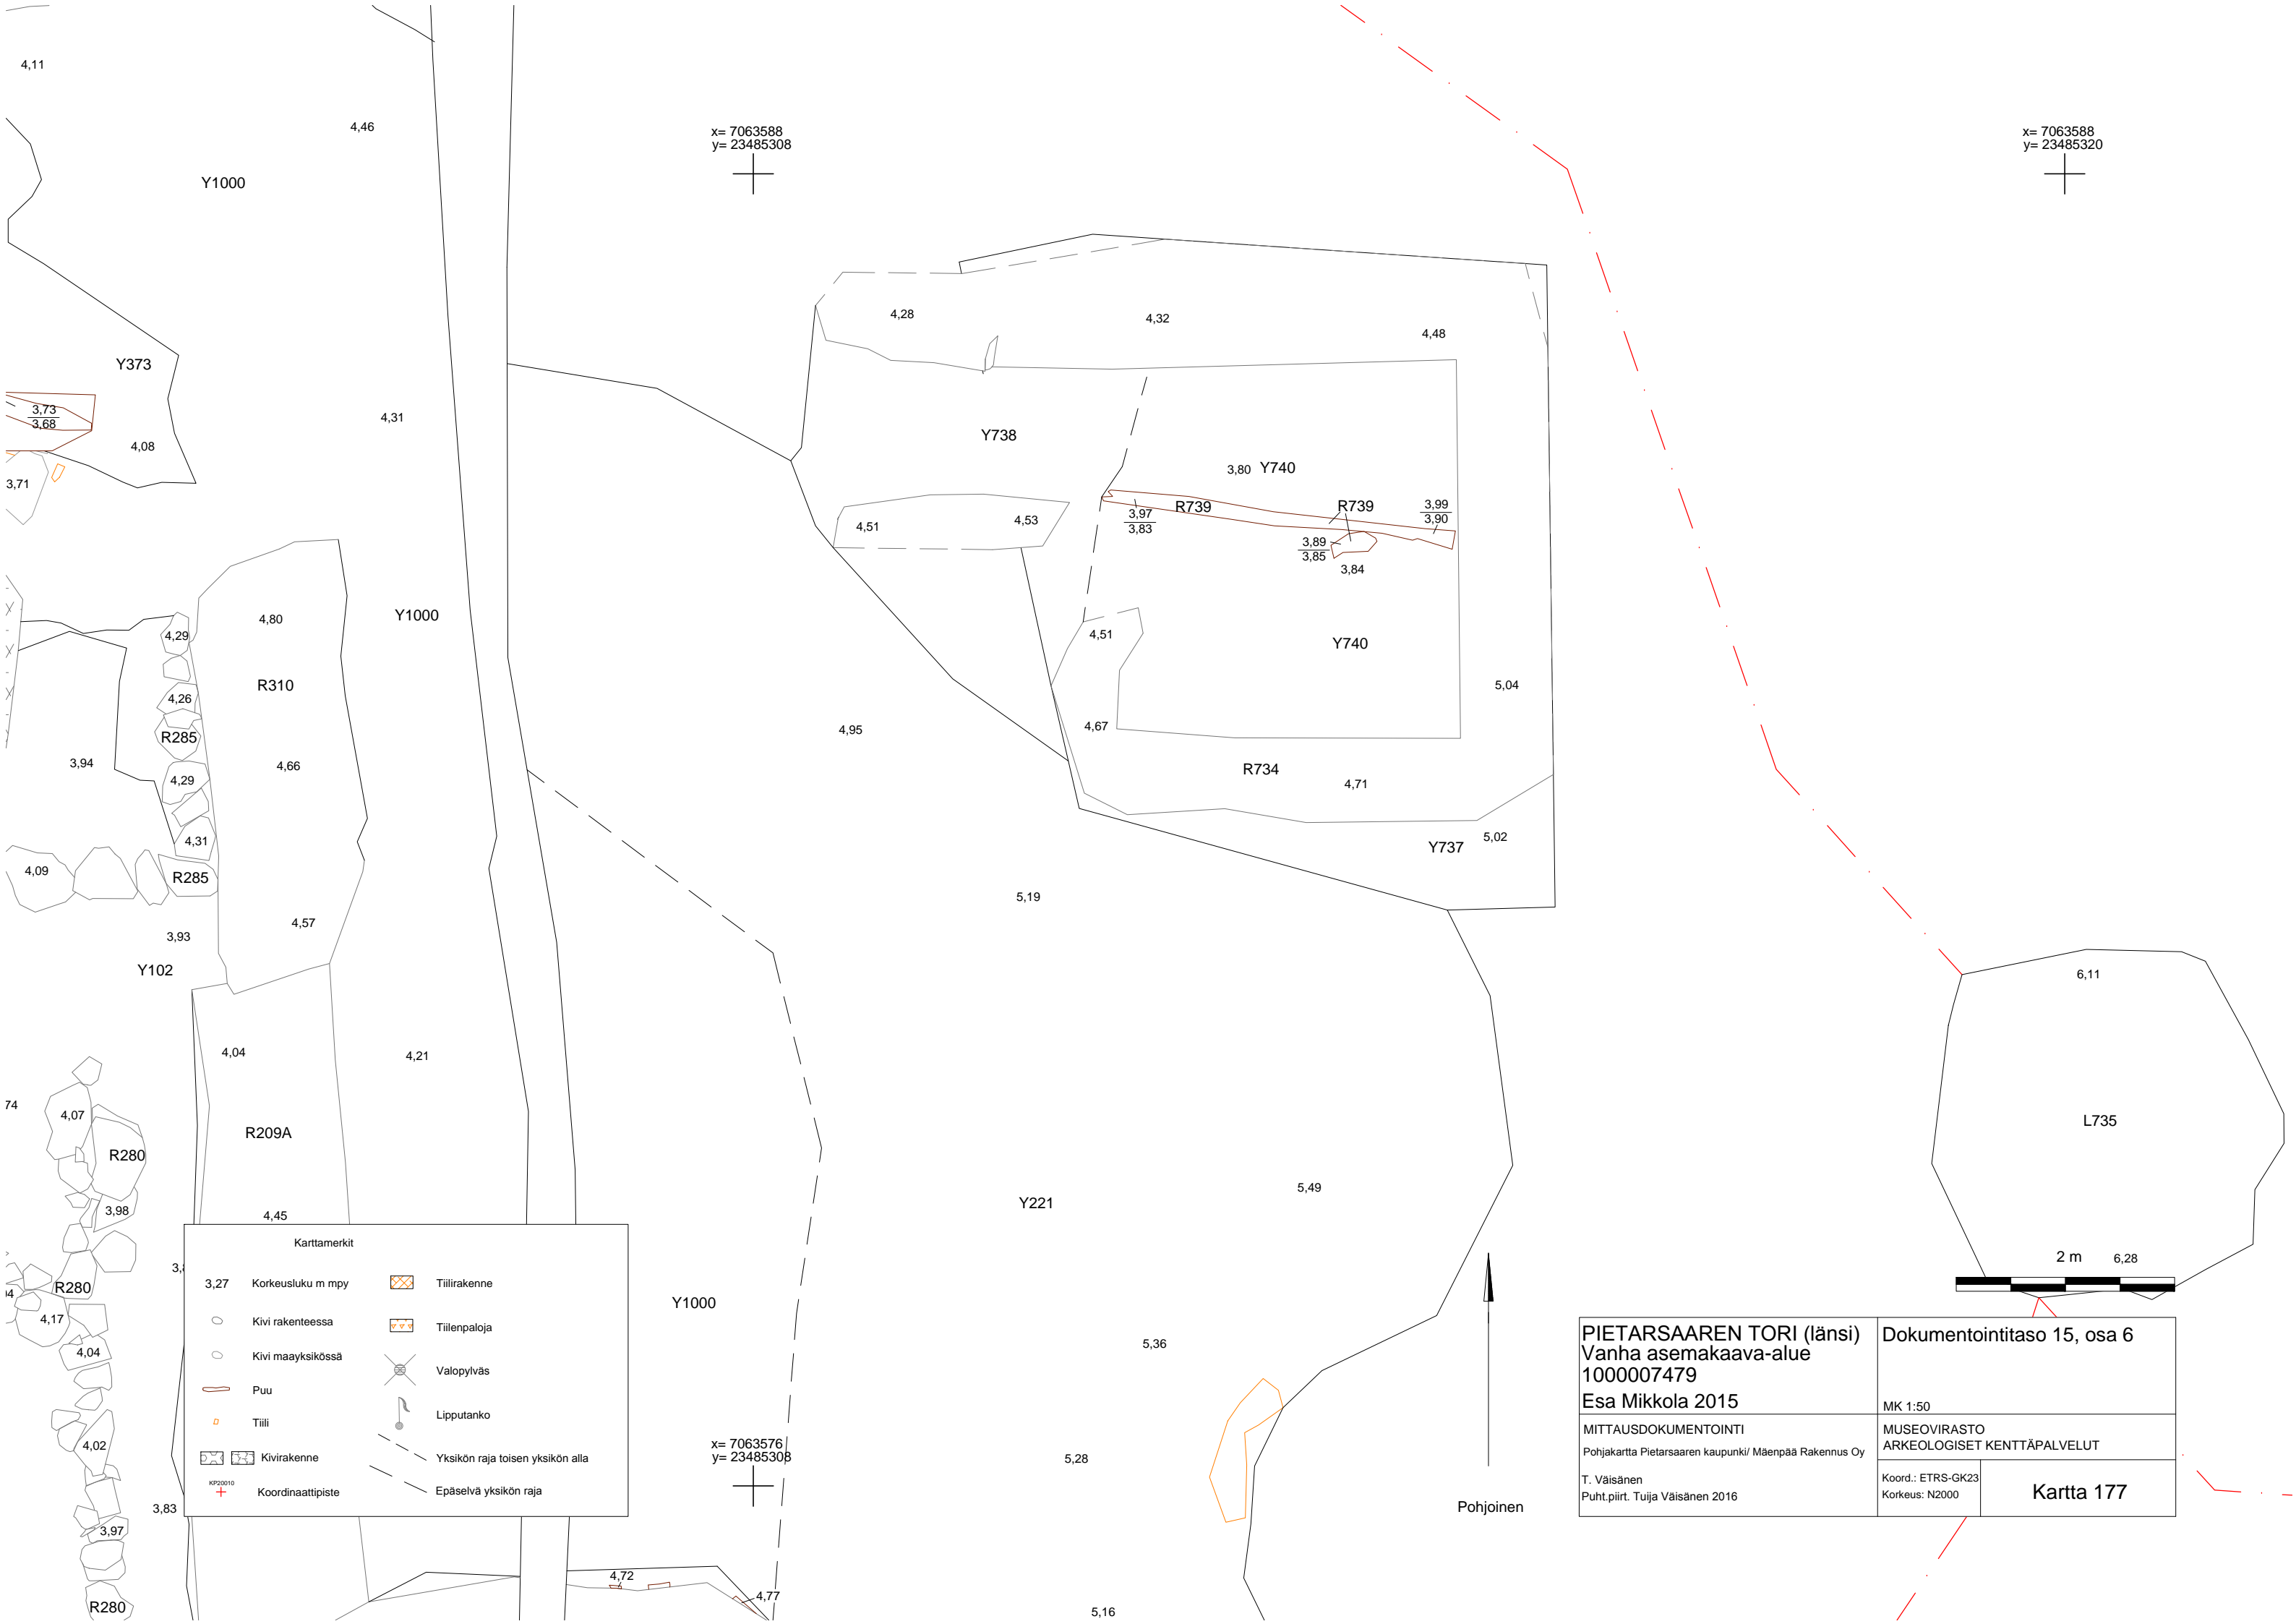 4,11
4,46
Y1000
x= 7063588
y= 23485308
x= 7063588
y= 23485320
4,28
4,32
4,48
Y373
3,73
3,68
4,08
3,71
4,31
Y738
3,80 Y740
4,51
4,53
3,97
3,83
R739
R739
3,99
3,90
3,89
3,85
3,84
4,29
4,80
Y1000
4,51
Y740
4,26
R310
R285
5,04
4,67
4,95
3,94
4,66
4,29
R734
4,71
4,31
Y737
5,02
4,09
R285
5,19
4,57
3,93
Y102
6,11
4,04
4,21
74
4,07
R209A
L735
R280
5,49
Y221
3,98
4,45
R280
4,17
Y1000
5,36
4,04
4,02
5,28
3,83
3,97
R280
4,72
4,77
5,16
2 m
6,28
Karttamerkit
3,27 Korkeusluku m mpy
Kivi rakenteessa
Kivi maayksikössä
Puu
Tiili
Kivirakenne
KP20010
Koordinaattipiste
Tiilirakenne
Tiilenpaloja
Valopylväs
Lipputanko
Yksikön raja toisen yksikön alla
Epäselvä yksikön raja
x= 7063576
y= 23485308
Pohjoinen
PIETARSAAREN TORI (länsi)
Vanha asemakaava-alue
1000007479
Esa Mikkola 2015
Dokumentointitaso 15, osa 6
MK 1:50
MITTAUSDOKUMENTOINTI
Pohjakartta Pietarsaaren kaupunki/ Mäenpää Rakennus Oy
T. Väisänen
Puht.piirt. Tuija Väisänen 2016
MUSEOVIRASTO
ARKEOLOGISET KENTTÄPALVELUT
Koord.: ETRS-GK23
Korkeus: N2000
Kartta 177